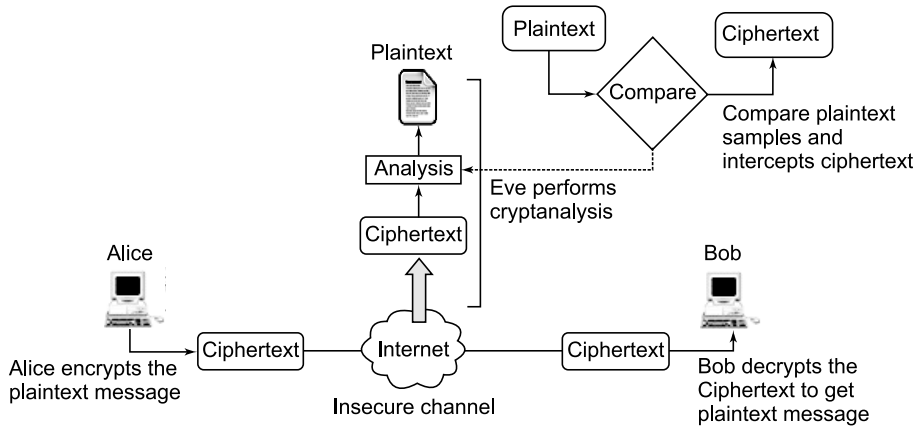 Plaintext
Ciphertext
Plaintext
Compare
Compare plaintext
samples and
intercepts ciphertext
Analysis
Eve performs
cryptanalysis
Ciphertext
Alice
Bob
Ciphertext
Internet
Ciphertext
Alice encrypts the
plaintext message
Insecure channel
Bob decrypts the
Ciphertext to get
plaintext message